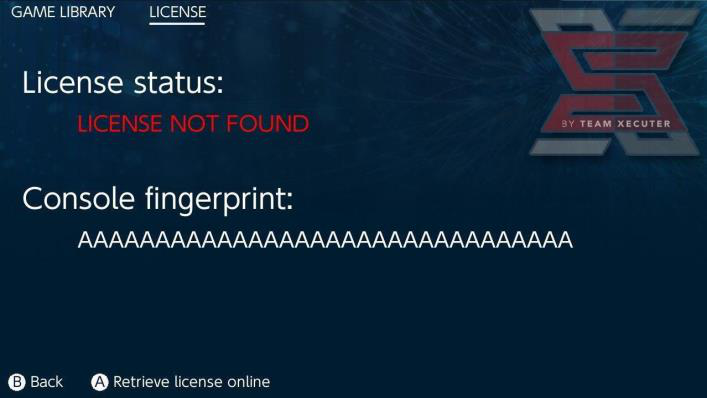 GAME LIBRARY LICENSE
BY TEAM XECUTER
License status:
LICENSE NOT FOUND
Console fingerprint:
AAAAAAAAAAAAAAAAAAAAAAAAAAAAAAAA
B Back A Retrieve license online